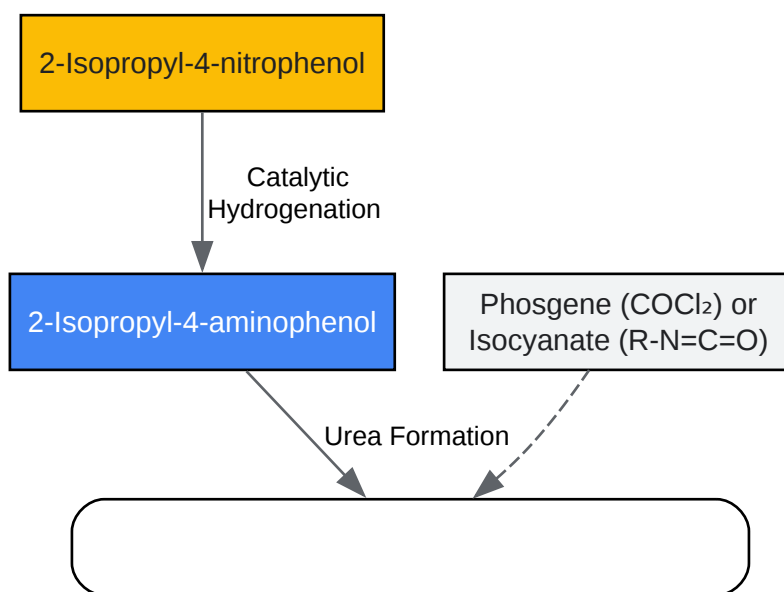 2-Isopropyl-4-nitrophenol
Catalytic
Hydrogenation
2-Isopropyl-4-aminophenol
Phosgene (COCl₂) or
Isocyanate (R-N=C=O)
Urea Formation